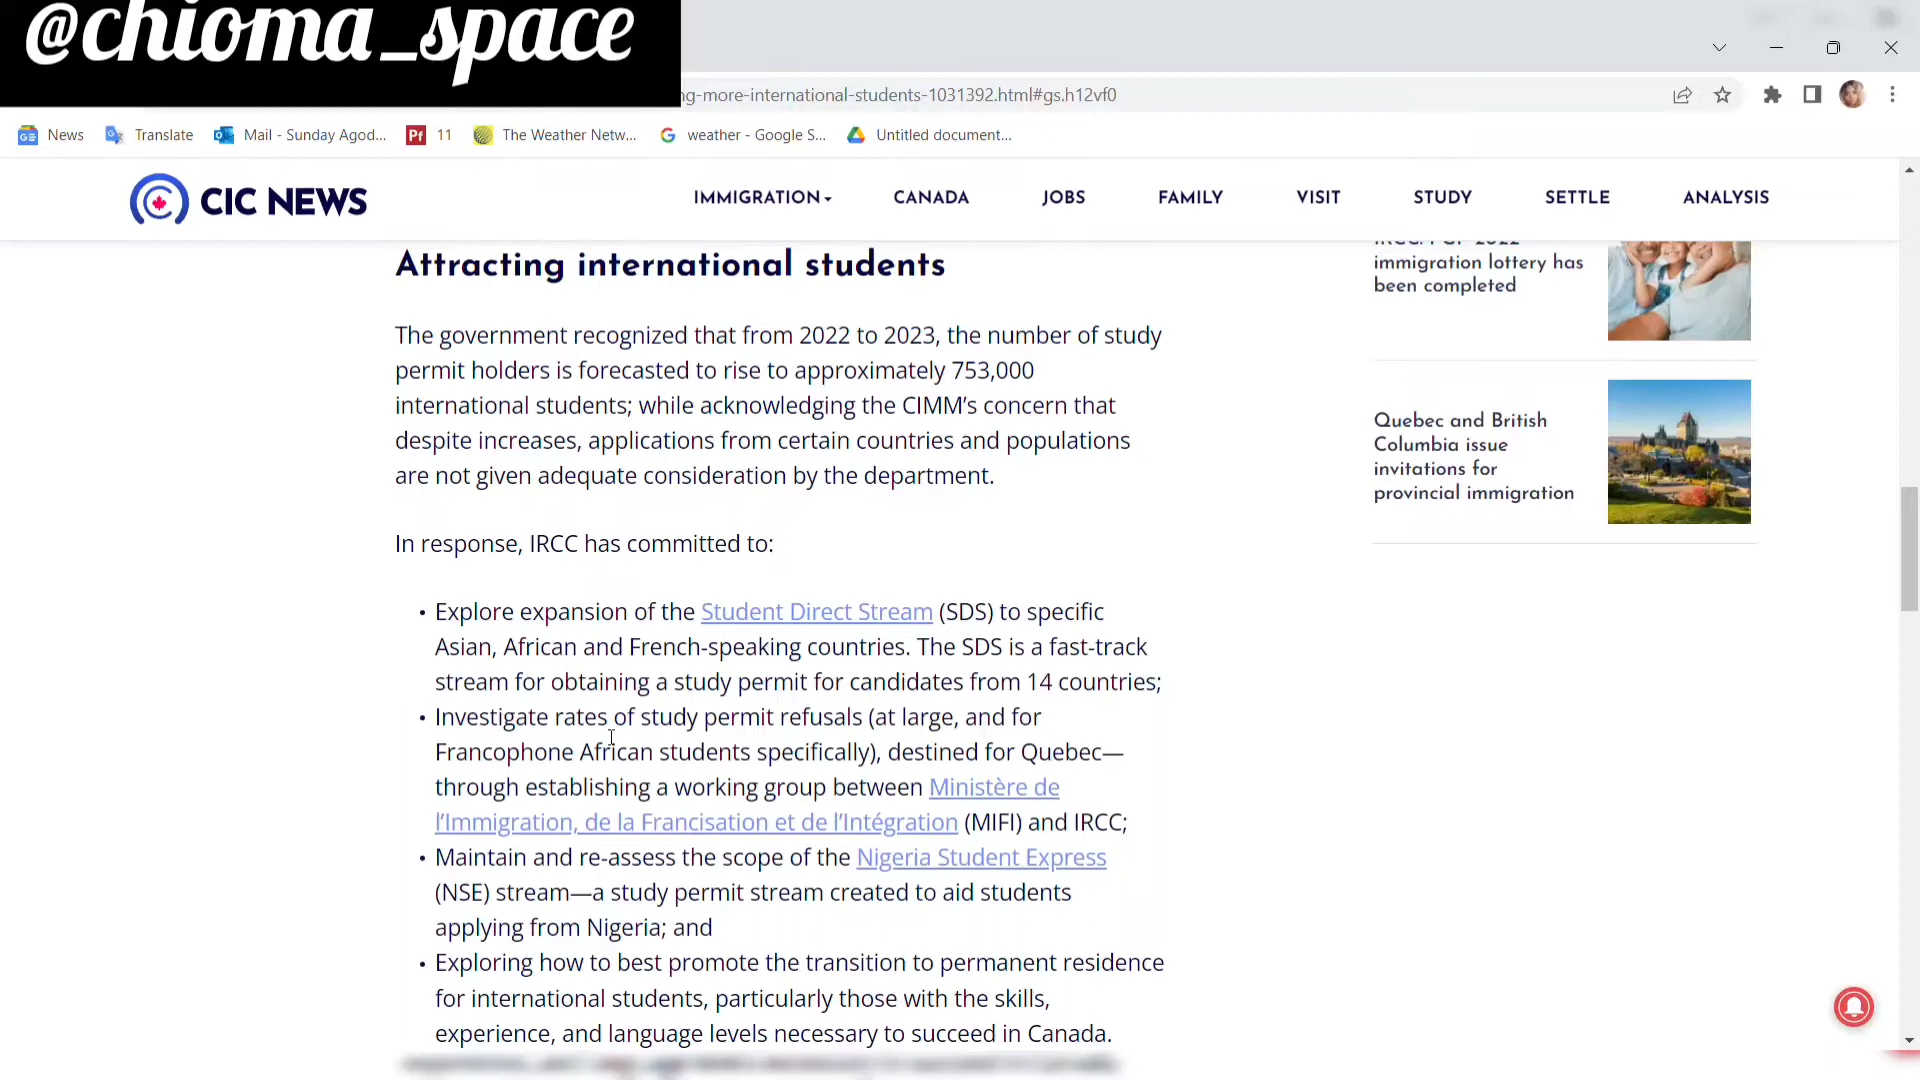 @chioma_space
ng-more-international-students-1031392.html#gs.h12vf0
News
Translate
Mail - Sunday Agod...
Pf 11
The Weather Netw...
weather - Google S...
Untitled document...
CIC NEWS
IMMIGRATION
CANADA
JOBS
FAMILY
VISIT
STUDY
SETTLE
ANALYSIS
Attracting international students
The government recognized that from 2022 to 2023, the number of study
permit holders is forecasted to rise to approximately 753,000
international students; while acknowledging the CIMM’s concern that
despite increases, applications from certain countries and populations
are not given adequate consideration by the department.
In response, IRCC has committed to:
• Explore expansion of the Student Direct Stream (SDS) to specific
Asian, African and French-speaking countries. The SDS is a fast-track
stream for obtaining a study permit for candidates from 14 countries;
• Investigate rates of study permit refusals (at large, and for
Francophone African students specifically), destined for Quebec—
through establishing a working group between Ministère de
l’Immigration, de la Francisation et de l’Intégration (MIFI) and IRCC;
• Maintain and re-assess the scope of the Nigeria Student Express
(NSE) stream—a study permit stream created to aid students
applying from Nigeria; and
• Exploring how to best promote the transition to permanent residence
for international students, particularly those with the skills,
experience, and language levels necessary to succeed in Canada.
IRCC: PGP 2022
immigration lottery has
been completed
Quebec and British
Columbia issue
invitations for
provincial immigration